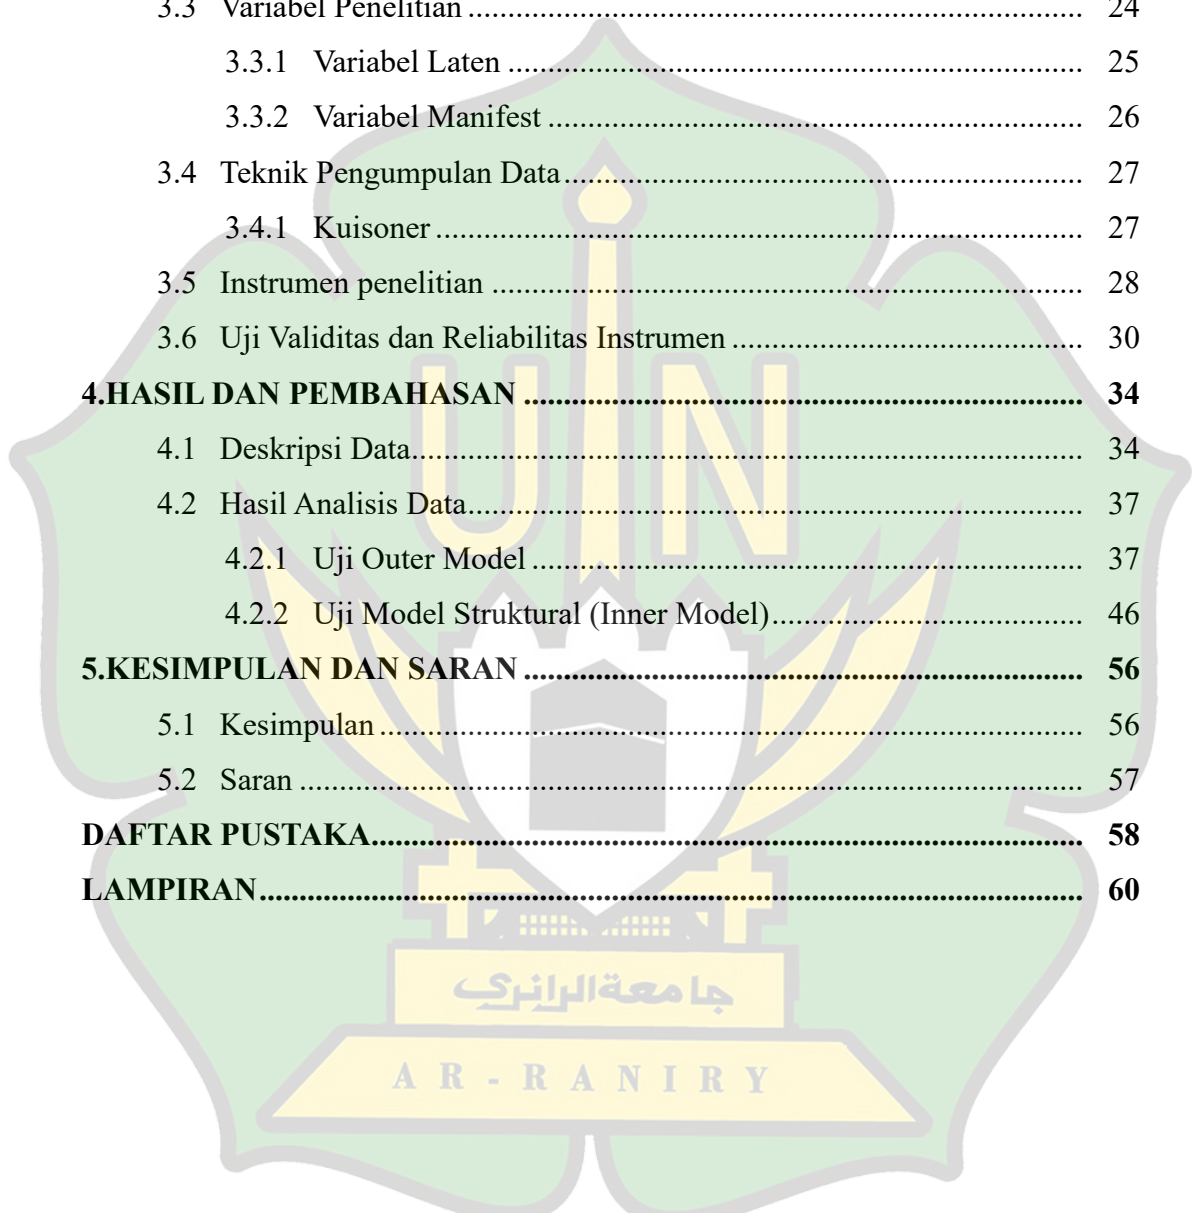 3.3 Variabel Penelitian ........................................................................... 24
3.3.1 Variabel Laten ...................................................................... 25
3.3.2 Variabel Manifest ................................................................. 26
3.4 Teknik Pengumpulan Data ............................................................... 27
3.4.1 Kuisoner ............................................................................... 27
3.5 Instrumen penelitian ........................................................................ 28
3.6 Uji Validitas dan Reliabilitas Instrumen ........................................... 30
4.HASIL DAN PEMBAHASAN ..................................................................... 34
4.1 Deskripsi Data .................................................................................. 34
4.2 Hasil Analisis Data ........................................................................... 37
4.2.1 Uji Outer Model ................................................................... 37
4.2.2 Uji Model Struktural (Inner Model) ...................................... 46
5.KESIMPULAN DAN SARAN ..................................................................... 56
5.1 Kesimpulan ...................................................................................... 56
5.2 Saran ................................................................................................ 57
DAFTAR PUSTAKA ....................................................................................... 58
LAMPIRAN ..................................................................................................... 60
UIN
جامعة الرانري
AR-RANIRY